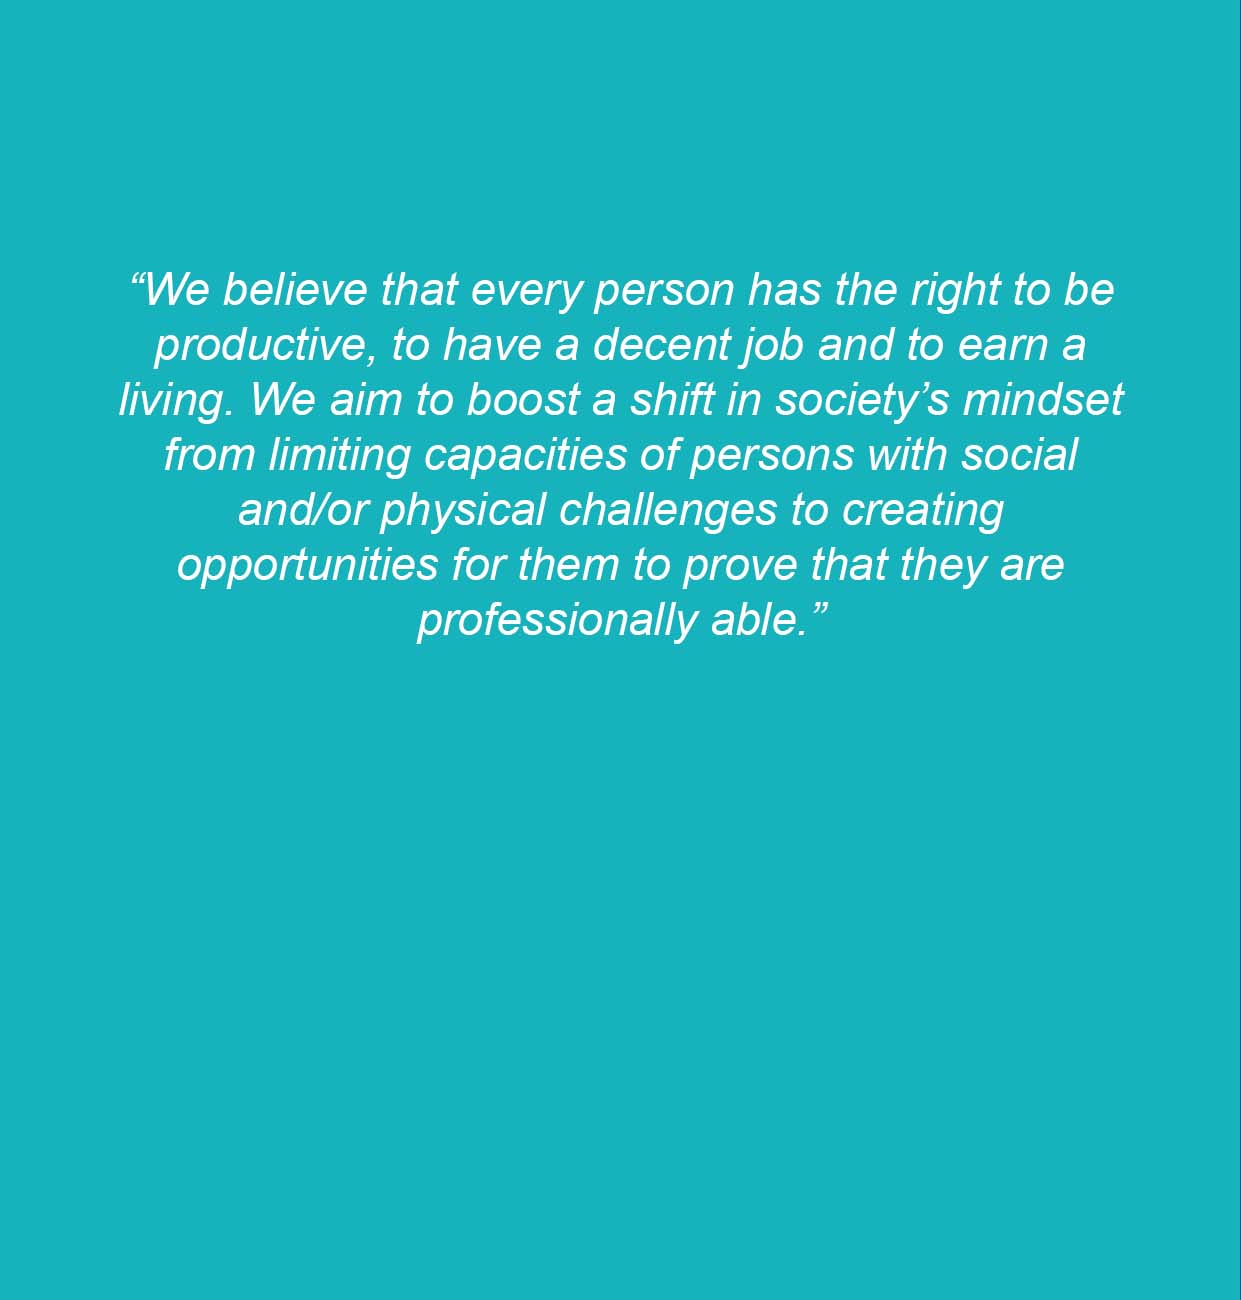 “We believe that every person has the right to be
productive, to have a decent job and to earn a
living. We aim to boost a shift in society’s mindset
from limiting capacities of persons with social
and/or physical challenges to creating
opportunities for them to prove that they are
professionally able.”